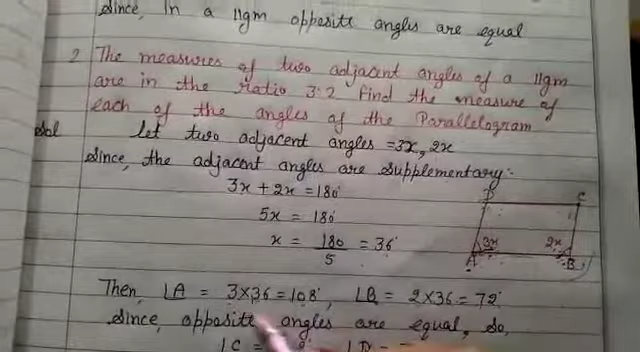 Since, In a 11gm opposite angles are equal
2 The measures of two adjacent angles of a 11gm
are in the ratio 3:2 find the measure of
each of the angles of the Parallelogram
Sol Let two adjacent angles = 3x, 2x
Since, the adjacent angles are supplementary:-
3x + 2x = 180°
5x = 180°
x = 180/5 = 36°
D C
3x 2x
A B
Then, ∠A = 3×36 = 108°, ∠B = 2×36 = 72°
Since, opposite angles are equal, So,
∠C = ∠D =